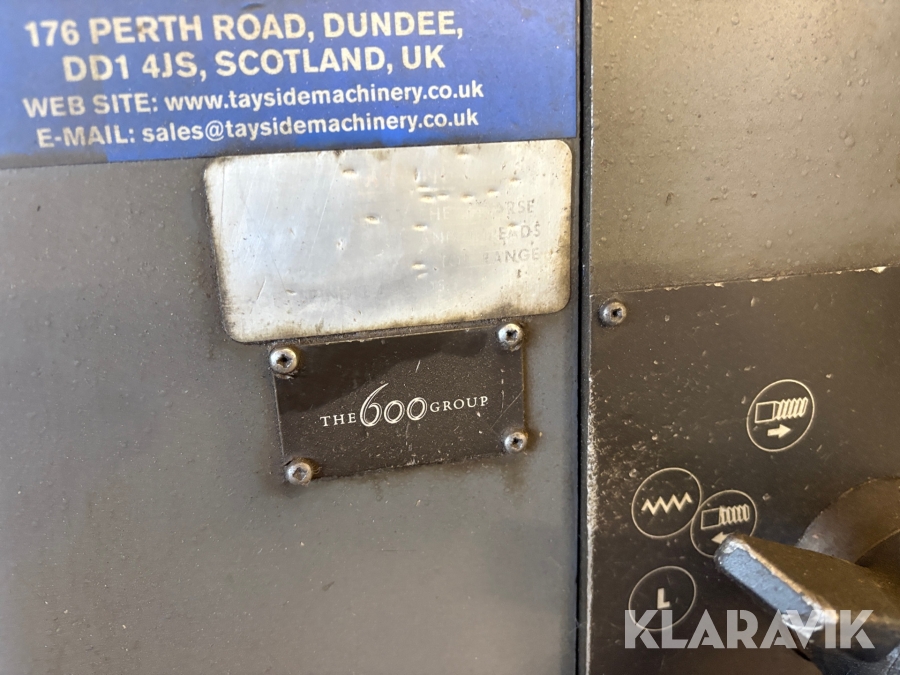 176 PERTH ROAD, DUNDEE,
DD1 4JS, SCOTLAND, UK
WEB SITE: www.taysidemachinery.co.uk
E-MAIL: sales@taysidemachinery.co.uk
THE 600 GROUP
L
KLARAVIK